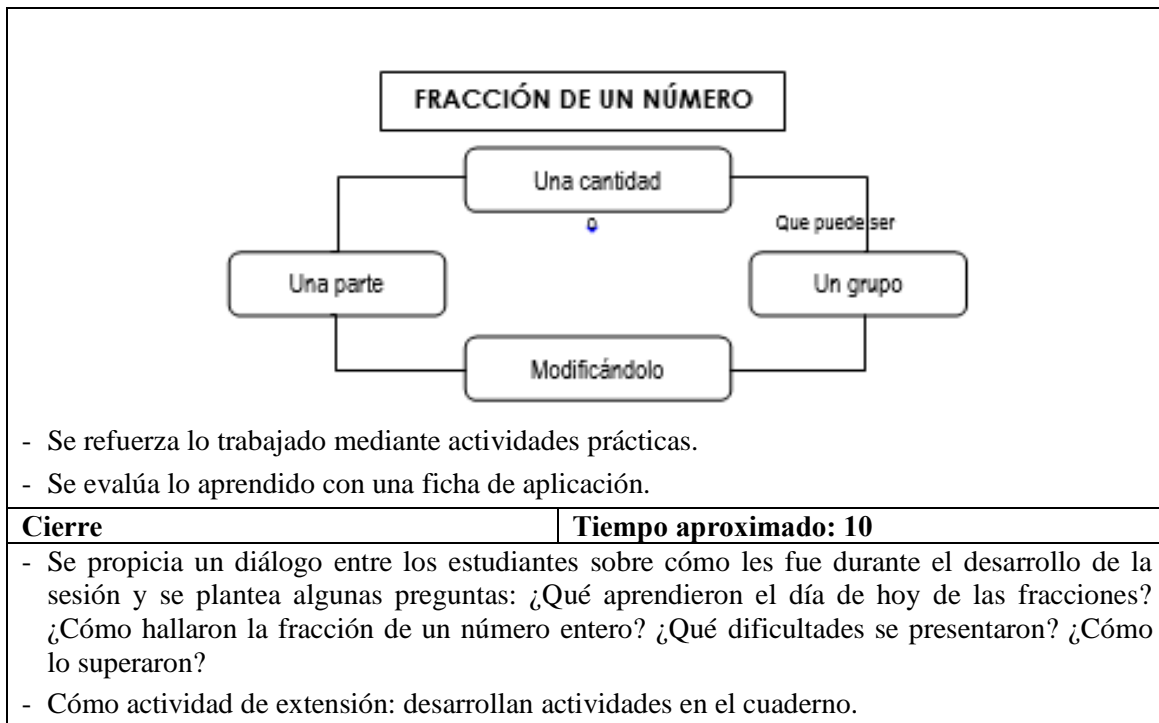 FRACCIÓN DE UN NÚMERO
Una cantidad
o
Que puede ser
Una parte
Un grupo
Modificándolo
- Se refuerza lo trabajado mediante actividades prácticas.
- Se evalúa lo aprendido con una ficha de aplicación.
Cierre
Tiempo aproximado: 10
- Se propicia un diálogo entre los estudiantes sobre cómo les fue durante el desarrollo de la
sesión y se plantea algunas preguntas: ¿Qué aprendieron el día de hoy de las fracciones?
¿Cómo hallaron la fracción de un número entero? ¿Qué dificultades se presentaron? ¿Cómo
lo superaron?
- Cómo actividad de extensión: desarrollan actividades en el cuaderno.